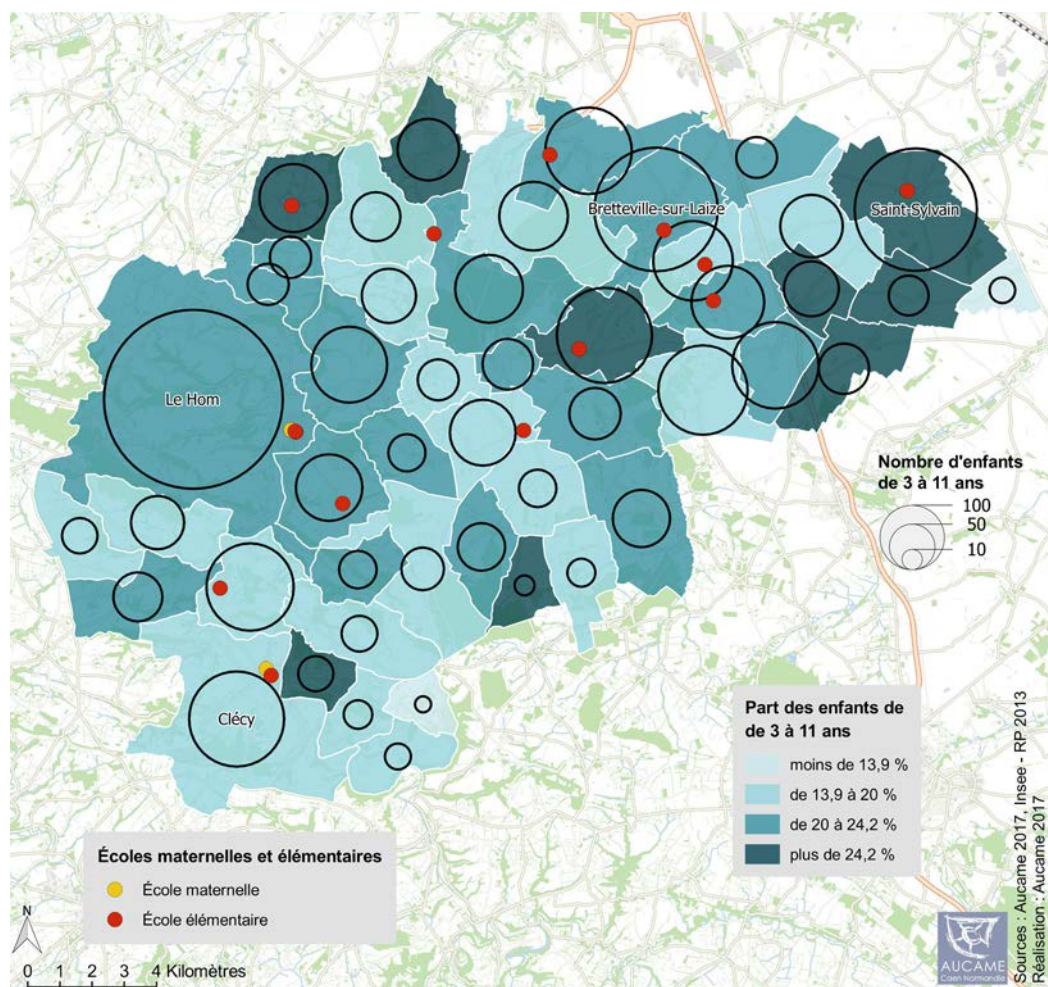 Bretteville-sur-Laize
Saint-Sylvain
Le Hom
Clécy
Nombre d'enfants
de 3 à 11 ans
100
50
10
Part des enfants de
de 3 à 11 ans
moins de 13,9 %
de 13,9 à 20 %
de 20 à 24,2 %
plus de 24,2 %
Écoles maternelles et élémentaires
École maternelle
École élémentaire
N
0 1 2 3 4 Kilomètres
AUCAME
Caen Normandie
Sources : Aucame 2017, Insee - RP 2013
Réalisation : Aucame 2017